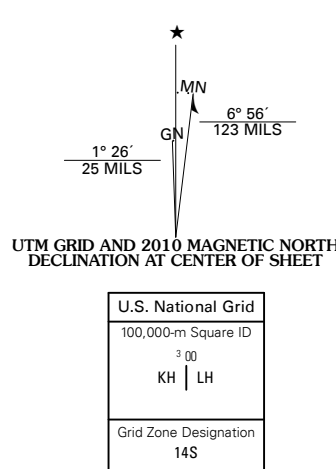 ★
MN
6° 56´
123 MILS
GN
1° 26´
25 MILS
UTM GRID AND 2010 MAGNETIC NORTH
DECLINATION AT CENTER OF SHEET
U.S. National Grid
100,000-m Square ID
3 00
KH LH
Grid Zone Designation
14S